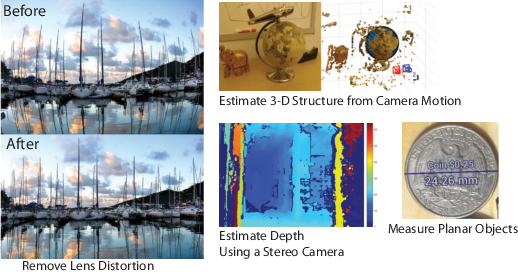 Before
After
Remove Lens Distortion
Estimate 3-D Structure from Camera Motion
Estimate Depth
Using a Stereo Camera
Coin $0.25
24.26 mm
Measure Planar Objects